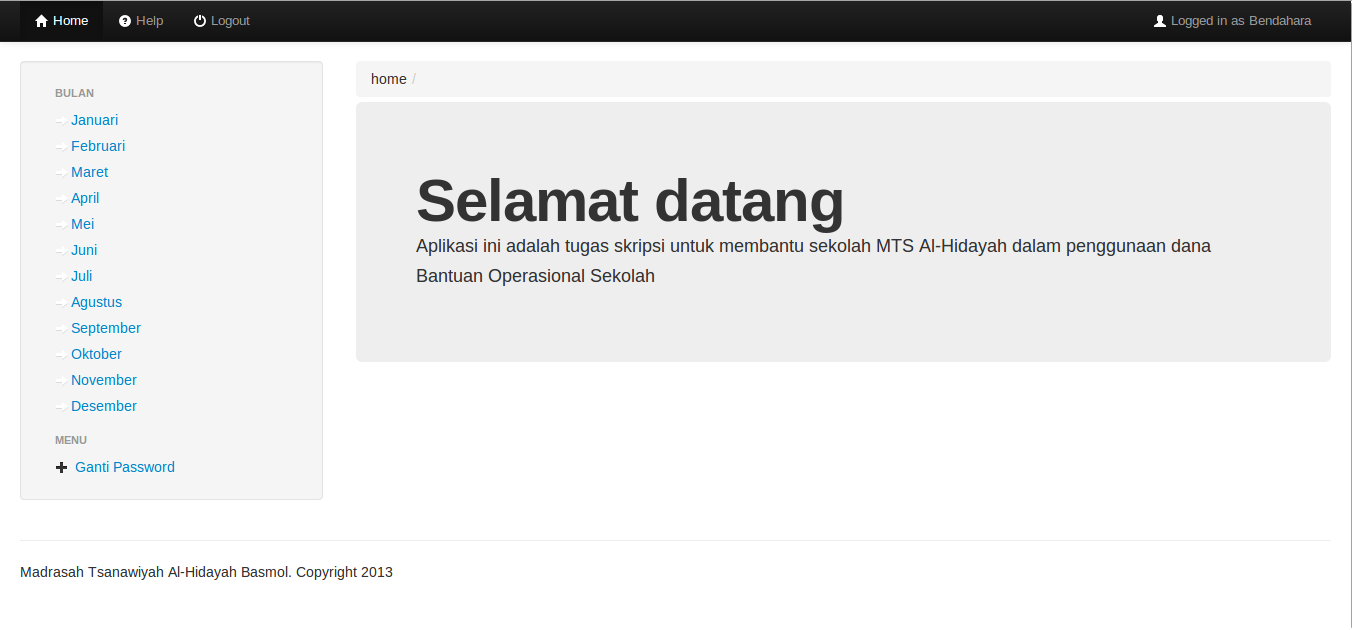 Home Help Logout Logged in as Bendahara
BULAN
Januari
Februari
Maret
April
Mei
Juni
Juli
Agustus
September
Oktober
November
Desember
MENU
Ganti Password
home /
Selamat datang
Aplikasi ini adalah tugas skripsi untuk membantu sekolah MTS Al-Hidayah dalam penggunaan dana
Bantuan Operasional Sekolah
Madrasah Tsanawiyah Al-Hidayah Basmol. Copyright 2013